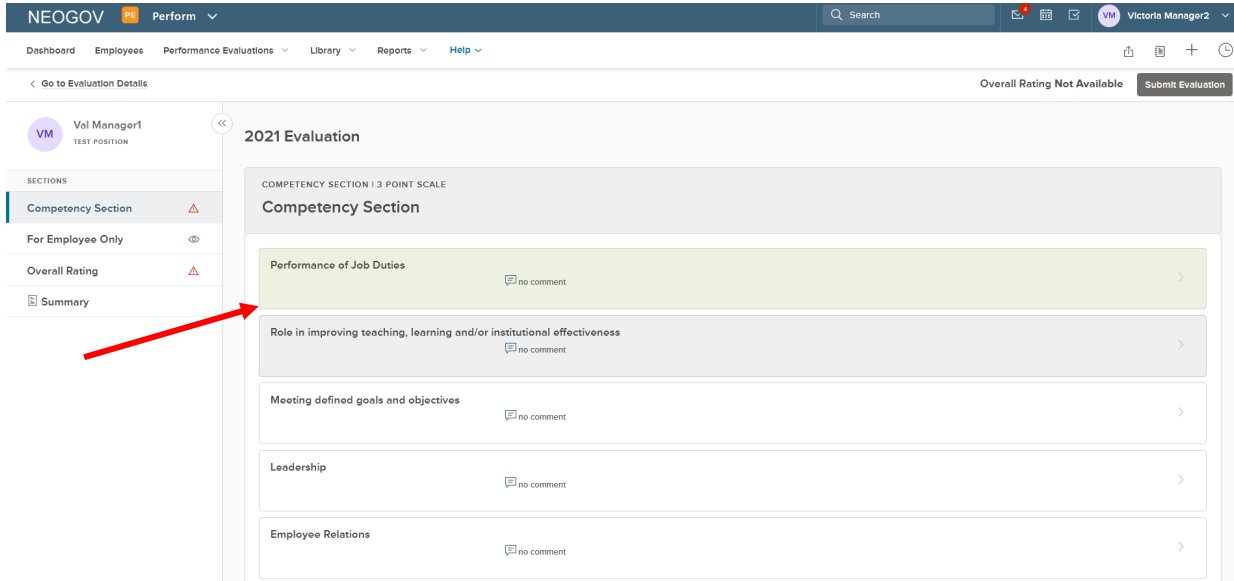 NEOGOV PE Perform Search 4 VM Victoria Manager2
Dashboard Employees Performance Evaluations Library Reports Help
Go to Evaluation Details Overall Rating Not Available Submit Evaluation
VM Val Manager1
TEST POSITION
2021 Evaluation
SECTIONS
Competency Section
For Employee Only
Overall Rating
Summary
COMPETENCY SECTION | 3 POINT SCALE
Competency Section
Performance of Job Duties
no comment
Role in improving teaching, learning and/or institutional effectiveness
no comment
Meeting defined goals and objectives
no comment
Leadership
no comment
Employee Relations
no comment